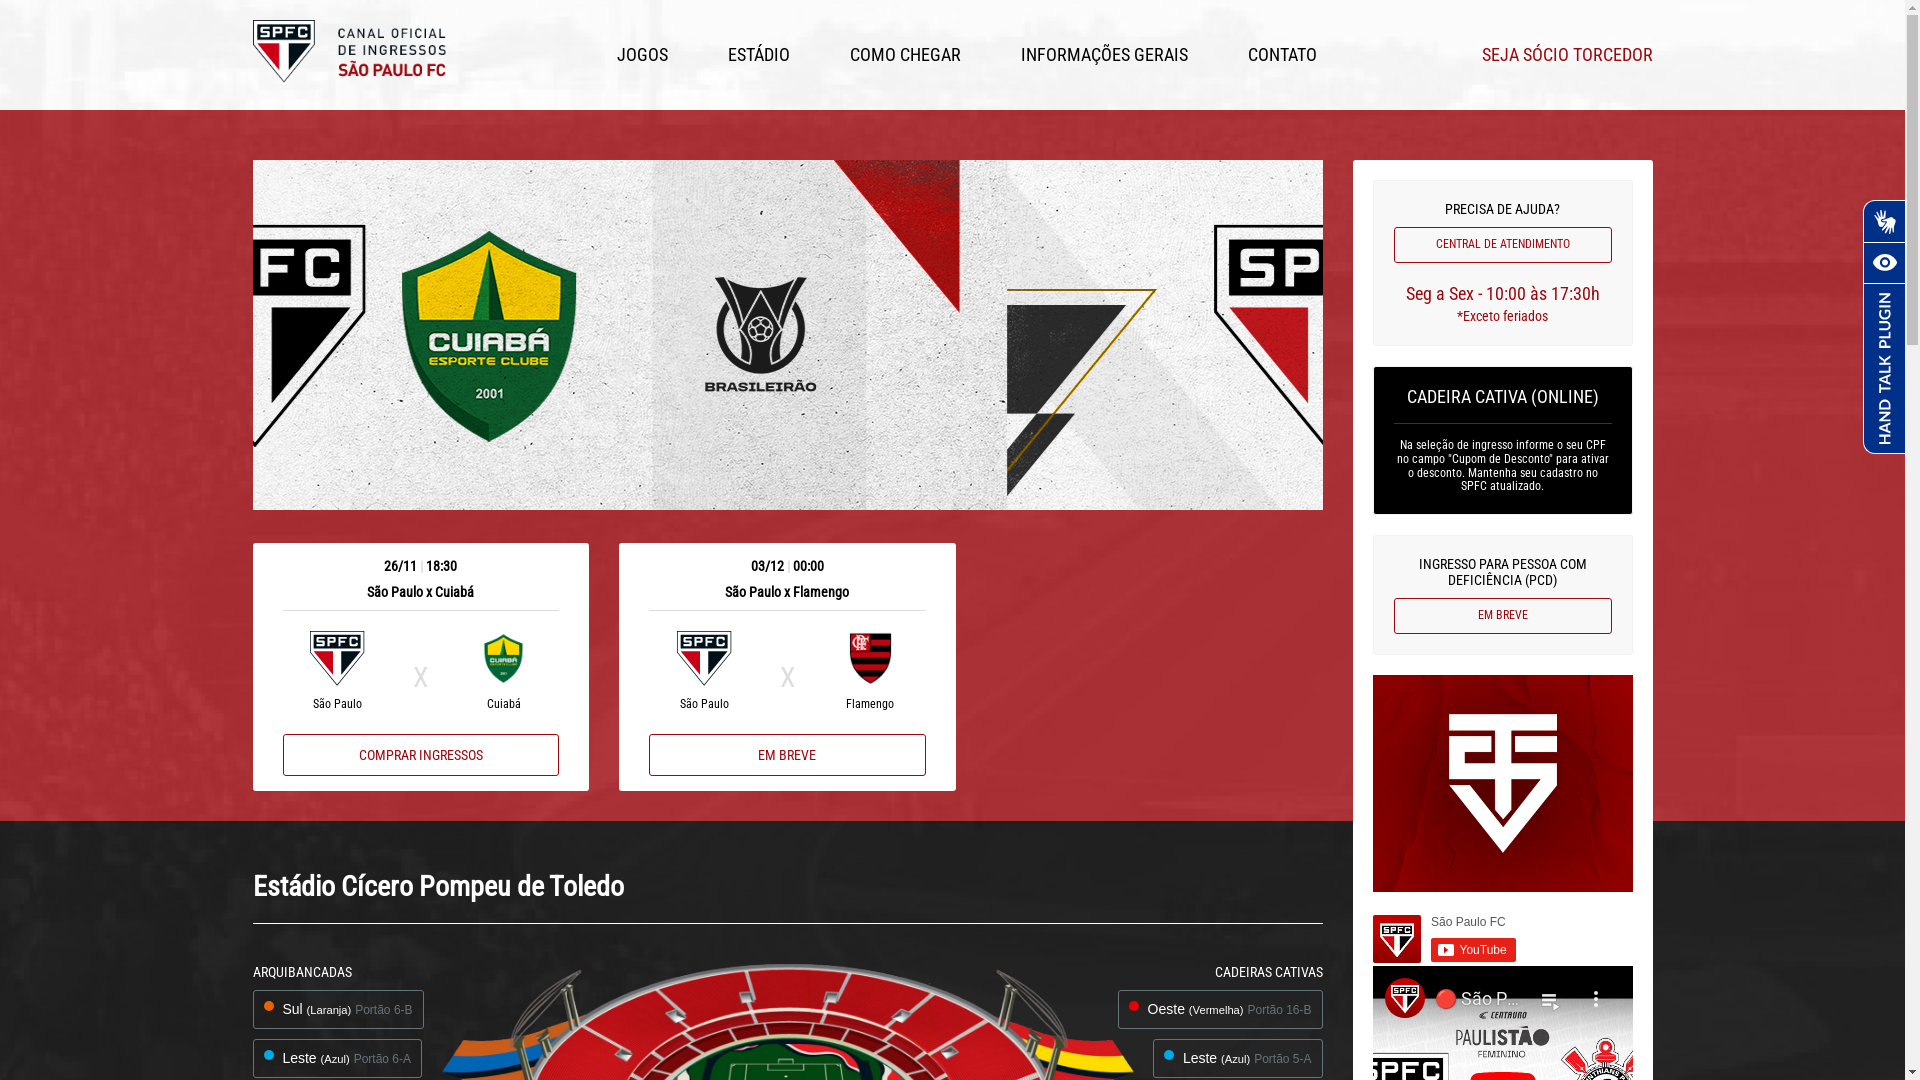 SPFC
CANAL OFICIAL
DE INGRESSOS
SÃO PAULO FC
JOGOS
ESTÁDIO
COMO CHEGAR
INFORMAÇÕES GERAIS
CONTATO
SEJA SÓCIO TORCEDOR
FC
CUIABÁ
ESPORTE CLUBE
2001
BRASILEIRÃO
SP
26/11 | 18:30
São Paulo x Cuiabá
SPFC
X
CUIABÁ
São Paulo
Cuiabá
COMPRAR INGRESSOS
03/12 | 00:00
São Paulo x Flamengo
SPFC
X
São Paulo
Flamengo
EM BREVE
PRECISA DE AJUDA?
CENTRAL DE ATENDIMENTO
Seg a Sex - 10:00 às 17:30h
*Exceto feriados
CADEIRA CATIVA (ONLINE)
Na seleção de ingresso informe o seu CPF
no campo "Cupom de Desconto" para ativar
o desconto. Mantenha seu cadastro no
SPFC atualizado.
INGRESSO PARA PESSOA COM
DEFICIÊNCIA (PCD)
EM BREVE
SPFC
São Paulo FC
YouTube
SPFC
São P...
CENTAURO
PAULISTÃO
FEMININO
SPFC
HAND TALK PLUGIN
Estádio Cícero Pompeu de Toledo
ARQUIBANCADAS
Sul (Laranja) Portão 6-B
Leste (Azul) Portão 6-A
CADEIRAS CATIVAS
Oeste (Vermelha) Portão 16-B
Leste (Azul) Portão 5-A